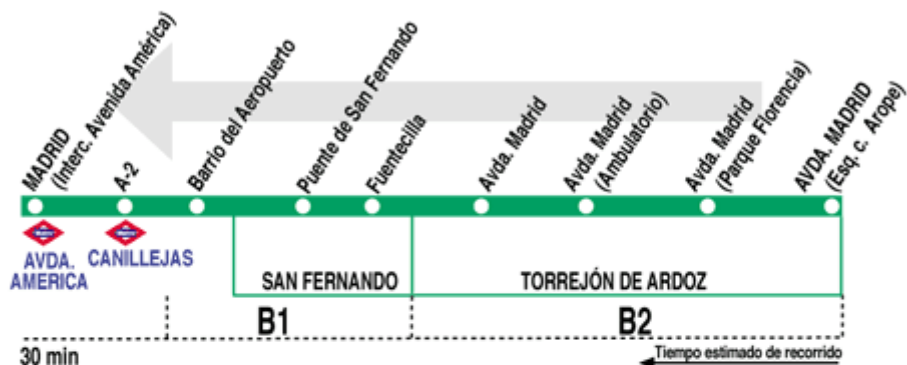 MADRID
(Interc. Avenida América)
A-2
Barrio del Aeropuerto
Puente de San Fernando
Fuentecilla
Avda. Madrid
Avda. Madrid
(Ambulatorio)
Avda. Madrid
(Parque Florencia)
AVDA. MADRID
(Esq. c. Arope)
AVDA.
AMERICA
CANILLEJAS
SAN FERNANDO
TORREJÓN DE ARDOZ
B1
B2
30 min
Tiempo estimado de recorrido